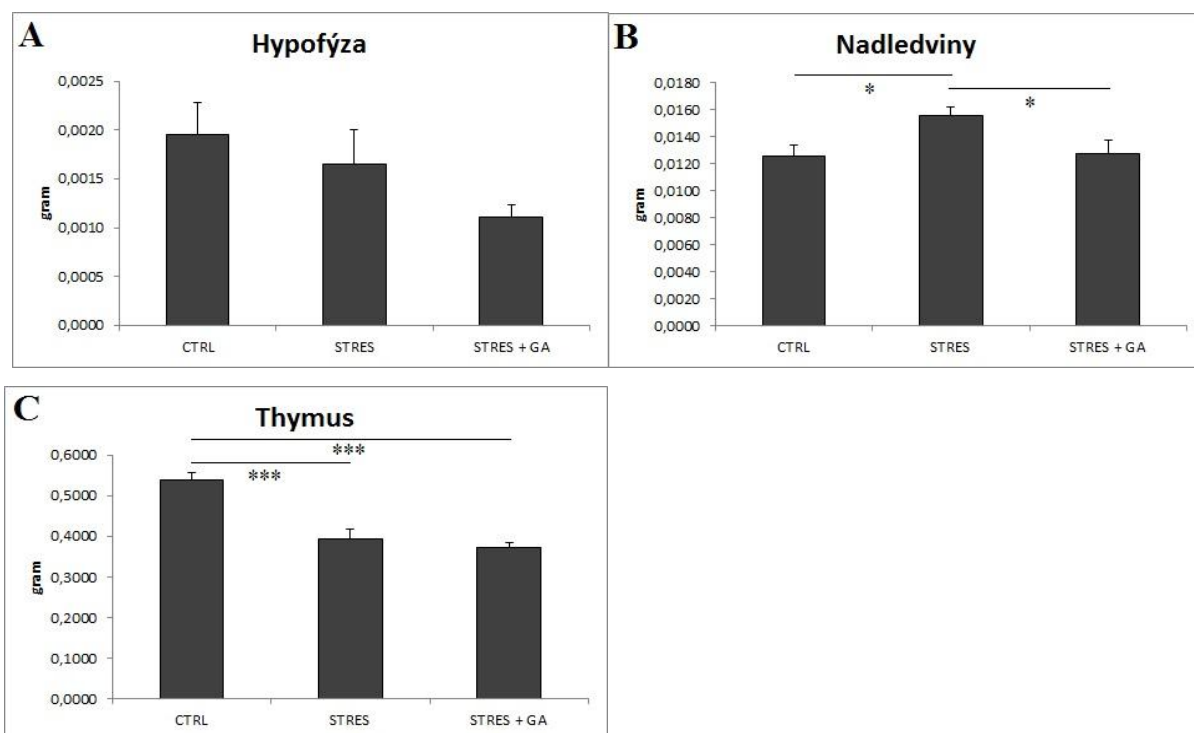 A
Hypofýza
0,0025
0,0020
0,0015
0,0010
0,0005
0,0000
gram
CTRL STRES STRES + GA
B
Nadledviny
0,0180
0,0160
0,0140
0,0120
0,0100
0,0080
0,0060
0,0040
0,0020
0,0000
gram
*
*
CTRL STRES STRES + GA
C
Thymus
0,6000
0,5000
0,4000
0,3000
0,2000
0,1000
0,0000
gram
***
***
CTRL STRES STRES + GA